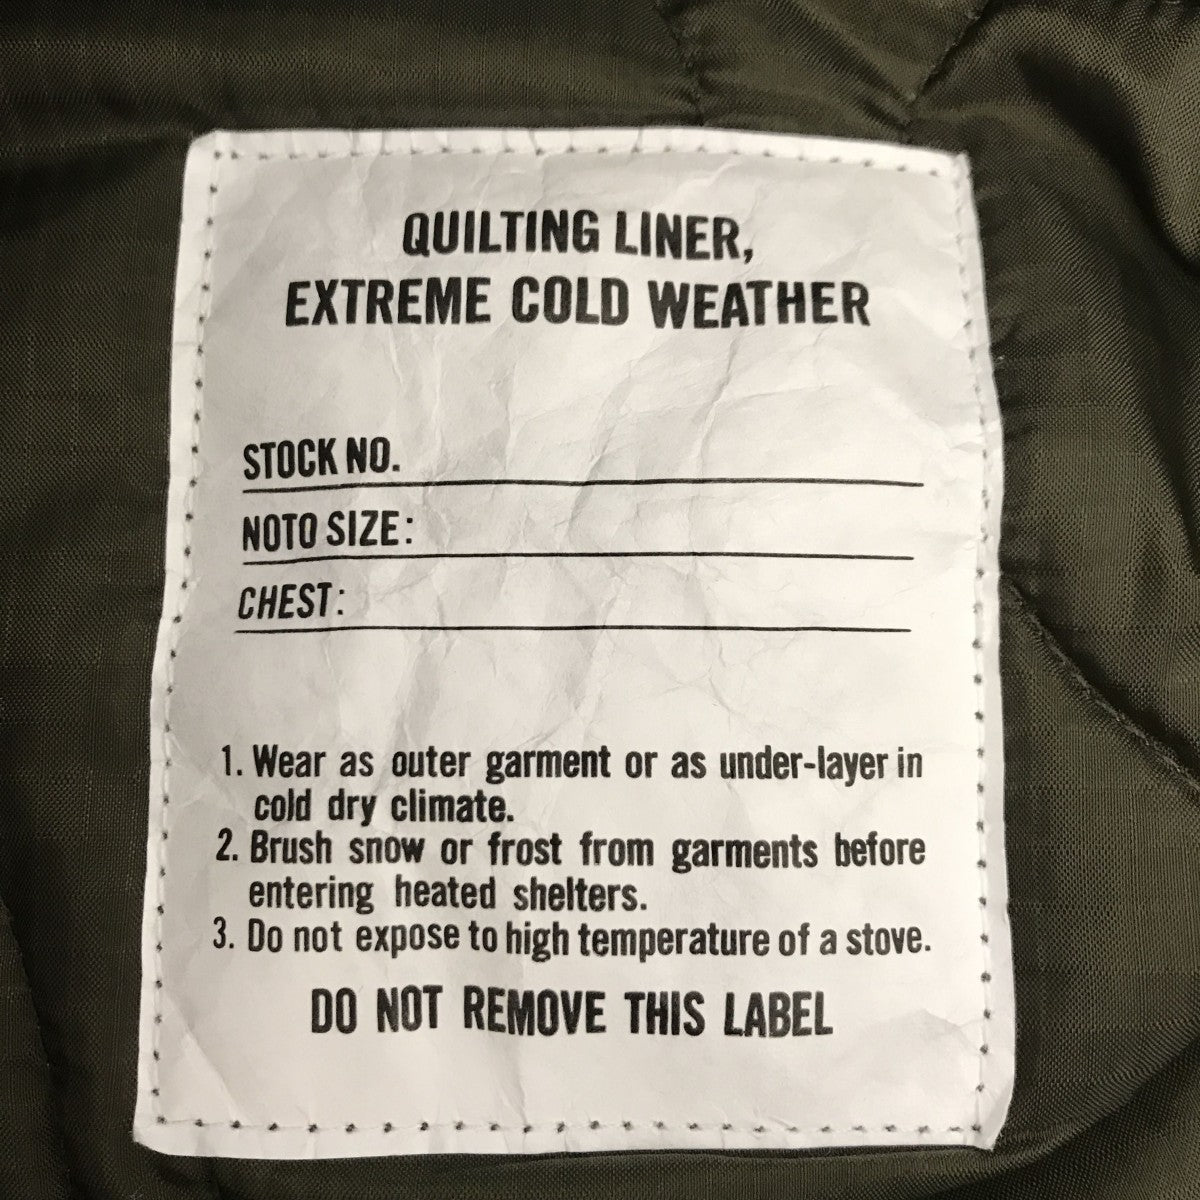 QUILTING LINER,
EXTREME COLD WEATHER
STOCK NO.
NOTO SIZE:
CHEST:
1. Wear as outer garment or as under-layer in
cold dry climate.
2. Brush snow or frost from garments before
entering heated shelters.
3. Do not expose to high temperature of a stove.
DO NOT REMOVE THIS LABEL